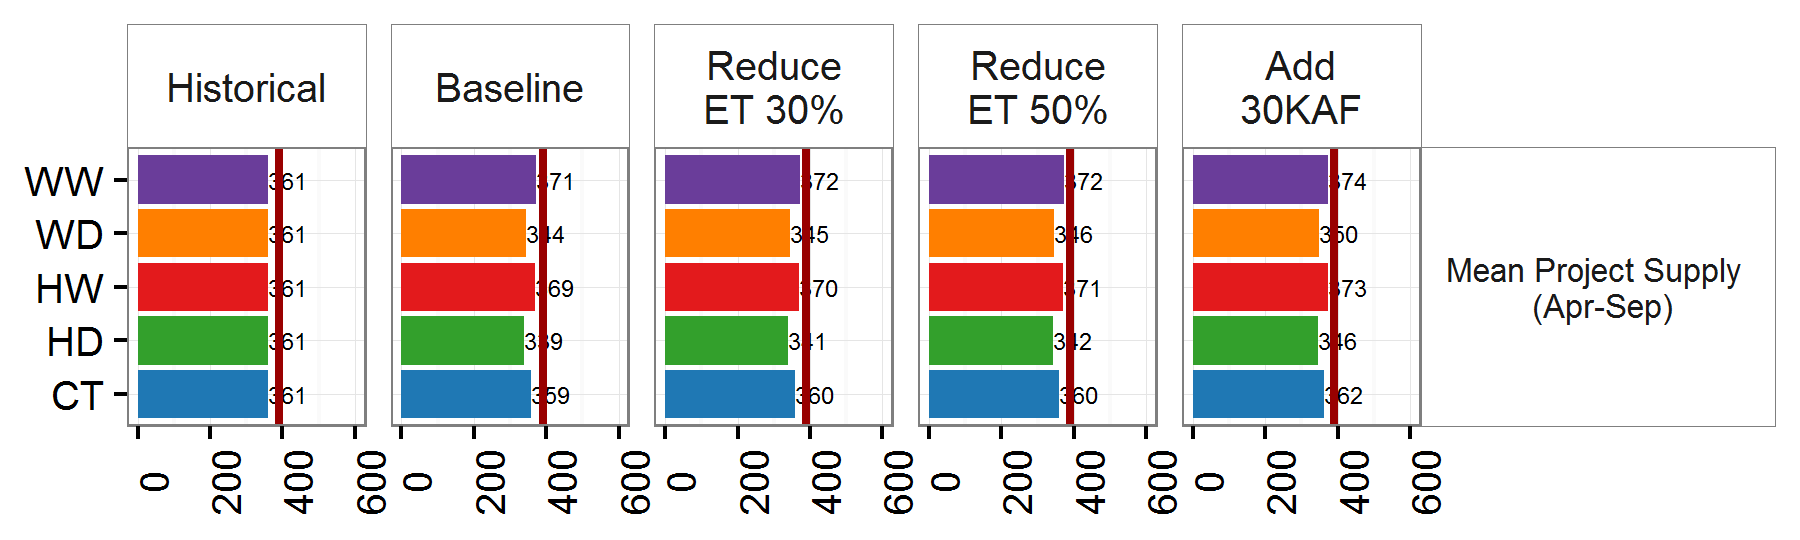 Historical
Baseline
Reduce
ET 30%
Reduce
ET 50%
Add
30KAF
WW 361 371 372 372 374
WD 361 344 345 346 350
HW 361 369 370 371 373
HD 361 339 341 342 346
CT 361 359 360 360 362
Mean Project Supply
(Apr-Sep)
0 200 400 600 0 200 400 600 0 200 400 600 0 200 400 600 0 200 400 600